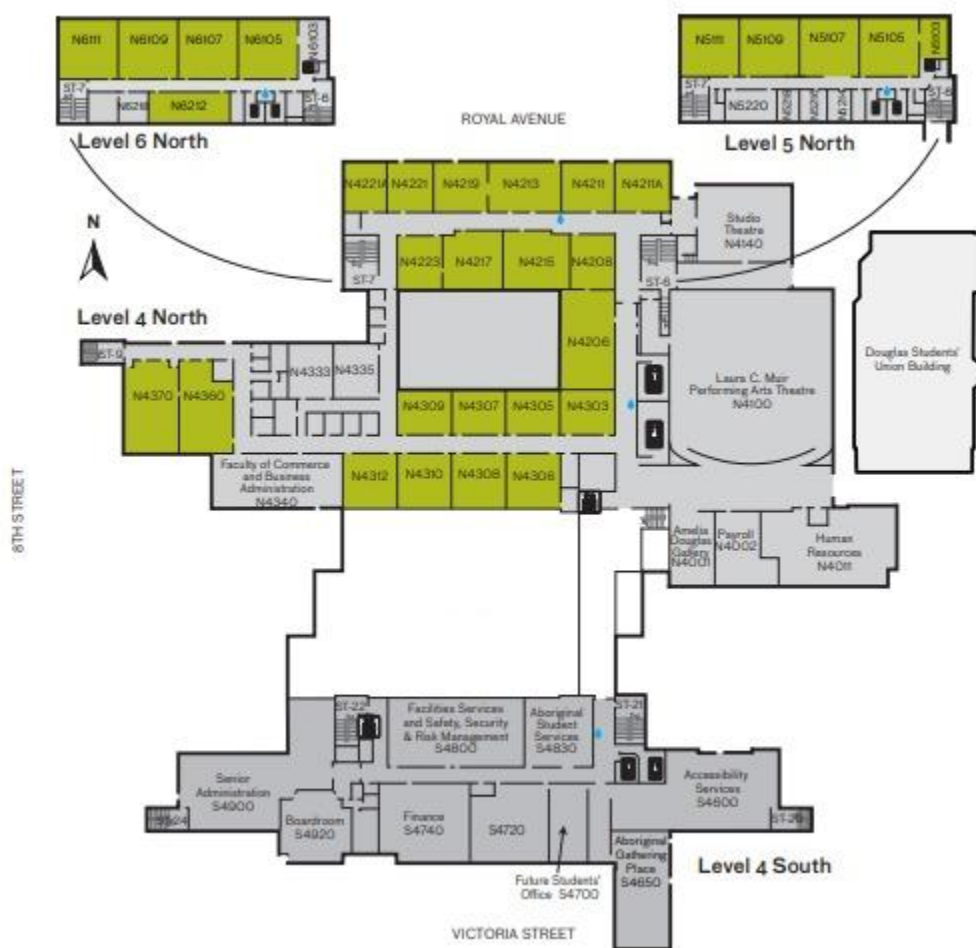 N6111
N6109
N6107
N6105
N6103
ST-7
N6212
ST-6
Level 6 North
N5111
N5109
N5107
N5105
N5103
ST-7
N5220
ST-6
Level 5 North
ROYAL AVENUE
N
N4221A
N4221
N4219
N4213
N4211
N4211A
Studio
Theatre
N4140
N4223
N4217
N4215
N4208
ST-7
ST-6
Level 4 North
ST-9
N4206
N4333
N4335
N4370
N4360
Laura C. Muir
Performing Arts Theatre
N4100
Douglas Students'
Union Building
N4309
N4307
N4305
N4303
Faculty of Commerce
and Business
Administration
N4340
N4312
N4310
N4308
N4306
8TH STREET
Amelia
Douglas
Gallery
N4001
Payroll
N4002
Human
Resources
N4011
ST-22
Facilities Services
and Safety, Security
& Risk Management
S4800
Aboriginal
Student
Services
S4830
ST-21
Senior
Administration
S4900
Accessibility
Services
S4600
ST-24
Boardroom
S4920
Finance
S4740
S4720
ST-20
Aboriginal
Gathering
Place
S4650
Level 4 South
Future Students'
Office S4700
VICTORIA STREET